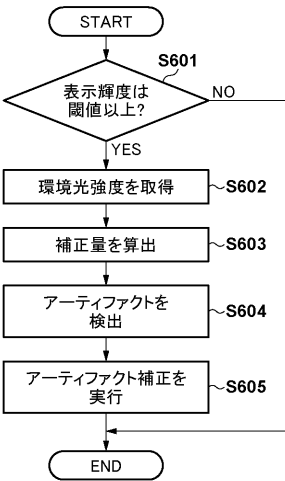 START
S601
表示輝度は
閾値以上?
NO
YES
環境光強度を取得
S602
補正量を算出
S603
アーティファクトを
検出
S604
アーティファクト補正を
実行
S605
END